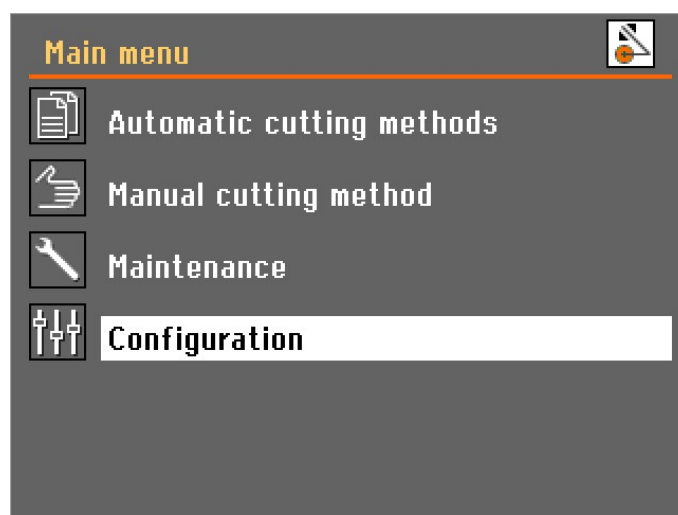 Main menu
Automatic cutting methods
Manual cutting method
Maintenance
Configuration